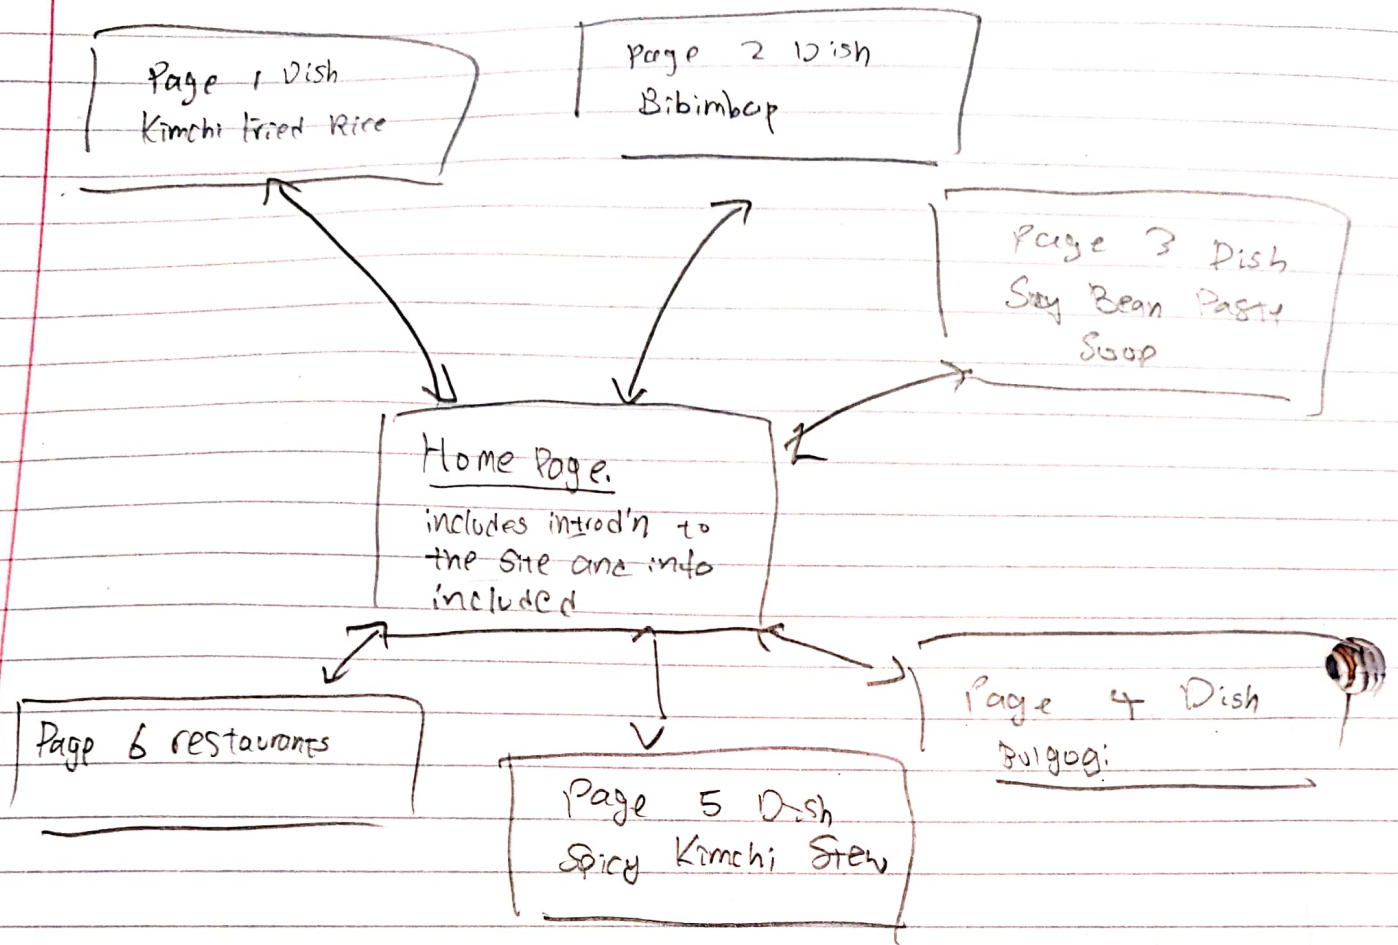 Page 1 Dish
Kimchi Fried Rice
Page 2 Dish
Bibimbap
Page 3 Dish
Soy Bean Paste
Soop
Home Page.
includes introd'n to
the site and info
included
Page 4 Dish
Bulgogi
Page 5 Dish
Spicy Kimchi Stew
Page 6 restaurants